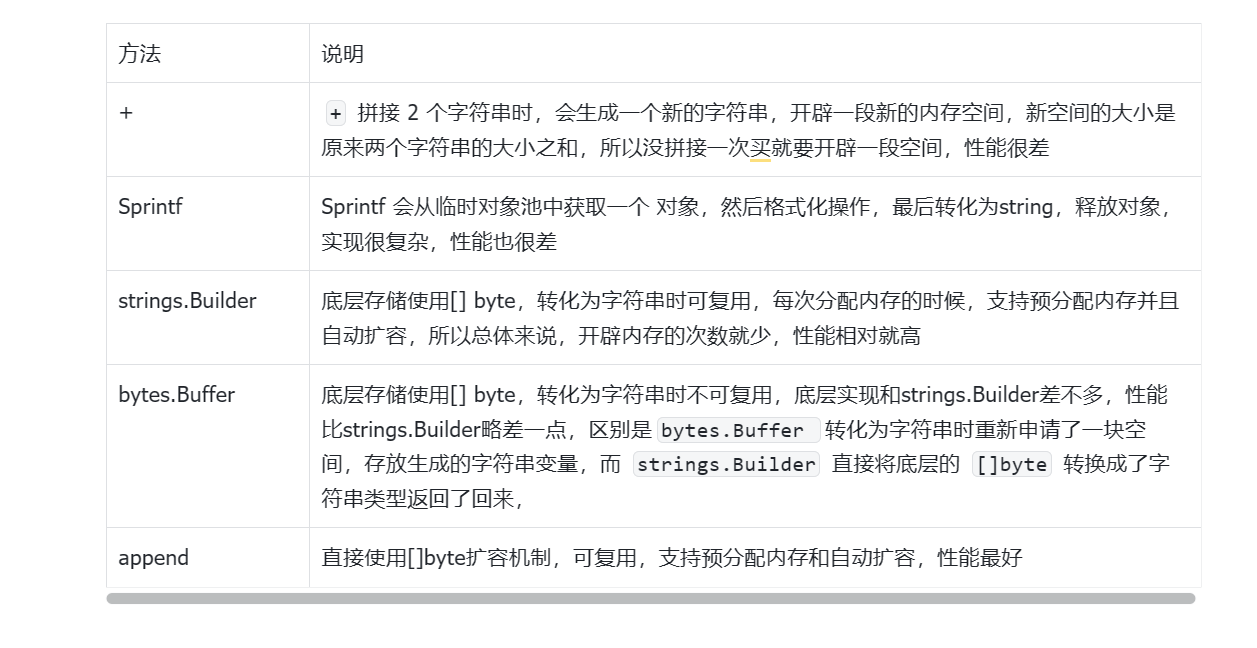 方法 说明
+ + 拼接 2 个字符串时，会生成一个新的字符串，开辟一段新的内存空间，新空间的大小是
原来两个字符串的大小之和，所以没拼接一次买就要开辟一段空间，性能很差
Sprintf Sprintf 会从临时对象池中获取一个 对象，然后格式化操作，最后转化为string，释放对象，
实现很复杂，性能也很差
strings.Builder 底层存储使用[] byte，转化为字符串时可复用，每次分配内存的时候，支持预分配内存并且
自动扩容，所以总体来说，开辟内存的次数就少，性能相对就高
bytes.Buffer 底层存储使用[] byte，转化为字符串时不可复用，底层实现和strings.Builder差不多，性能
比strings.Builder略差一点，区别是 bytes.Buffer 转化为字符串时重新申请了一块空
间，存放生成的字符串变量，而 strings.Builder 直接将底层的 []byte 转换成了字
符串类型返回了回来，
append 直接使用[]byte扩容机制，可复用，支持预分配内存和自动扩容，性能最好